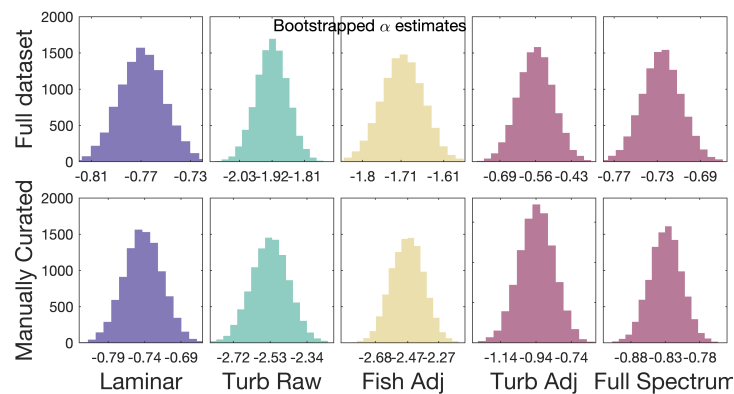 Bootstrapped α estimates
Full dataset
2000
1500
1000
500
0
-0.81 -0.77 -0.73
-2.03 -1.92 -1.81
-1.8 -1.71 -1.61
-0.69 -0.56 -0.43
-0.77 -0.73 -0.69
Manually Curated
2000
1500
1000
500
0
-0.79 -0.74 -0.69
-2.72 -2.53 -2.34
-2.68 -2.47 -2.27
-1.14 -0.94 -0.74
-0.88 -0.83 -0.78
Laminar
Turb Raw
Fish Adj
Turb Adj
Full Spectrum